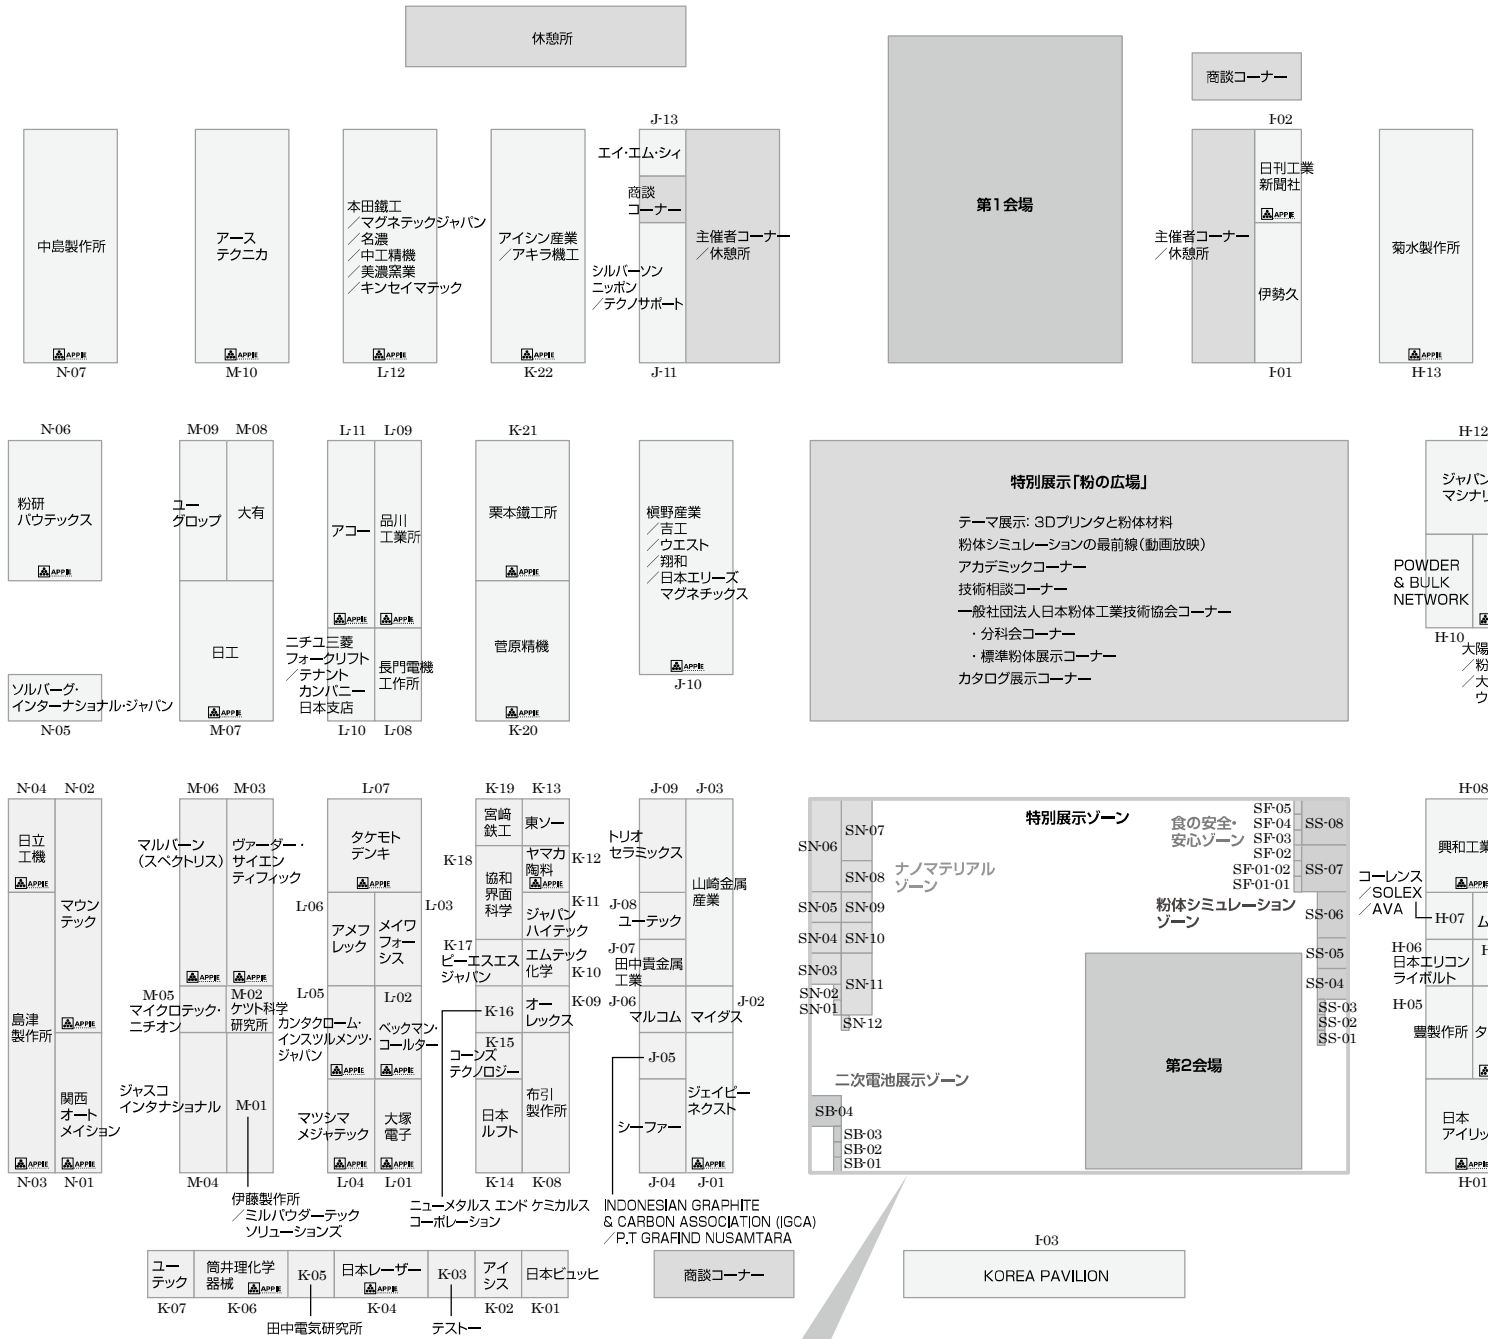 休憩所
商談コーナー
J-13
I-02
エイ・エム・シィ
商談
コーナー
日刊工業
新聞社
APPIE
第1会場
中島製作所
アース
テクニカ
本田鐵工
／マグネテックジャパン
／名濃
／中工精機
／美濃窯業
／キンセイマテック
アイシン産業
／アキラ機工
主催者コーナー
／休憩所
シルバーソン
ニッポン
／テクノサポート
主催者コーナー
／休憩所
伊勢久
菊水製作所
APPIE
APPIE
APPIE
APPIE
APPIE
N-07
M-10
L-12
K-22
J-11
I-01
H-13
N-06
M-09
M-08
L-11
L-09
K-21
H-12
粉研
パウテックス
APPIE
ユー
グロップ
大有
アコー
APPIE
品川
工業所
APPIE
栗本鐵工所
APPIE
槇野産業
／吉工
／ウエスト
／翔和
／日本エリーズ
マグネチックス
APPIE
J-10
特別展示「粉の広場」
テーマ展示: 3Dプリンタと粉体材料
粉体シミュレーションの最前線(動画放映)
アカデミックコーナー
技術相談コーナー
一般社団法人日本粉体工業技術協会コーナー
・分科会コーナー
・標準粉体展示コーナー
カタログ展示コーナー
ジャパン
マシナリ
POWDER
& BULK
NETWORK
H-10
大陽
／粉
／大
ウ
日工
APPIE
ニチユ三菱
フォークリフト
／テナント
カンパニー
日本支店
長門電機
工作所
菅原精機
APPIE
ソルバーグ・
インターナショナル・ジャパン
N-05
M-07
L-10
L-08
K-20
N-04
N-02
M-06
M-03
L-07
K-19
K-13
J-09
J-03
H-08
日立
工機
APPIE
マウン
テック
APPIE
マルバーン
(スペクトリス)
APPIE
ヴァーダー・
サイエン
ティフィック
APPIE
タケモト
デンキ
APPIE
宮﨑
鉄工
東ソー
K-18
ヤマカ
陶料
APPIE
K-12
協和
界面
科学
K-11
ジャパン
ハイテック
トリオ
セラミックス
山崎金属
産業
J-08
ユーテック
J-07
田中貴金属
工業
L-06
アメフ
レック
メイワ
フォー
シス
L-03
K-17
ピーエスエス
ジャパン
エムテック
化学
K-10
島津
製作所
APPIE
M-05
マイクロテック・
ニチオン
M-02
ケツト科学
研究所
L-05
カンタクローム・
インスツルメンツ・
ジャパン
APPIE
L-02
ベックマン・
コールター
APPIE
K-16
オー
レックス
K-09
J-06
マルコム
マイダス
J-02
K-15
コーンズ
テクノロジー
布引
製作所
J-05
関西
オート
メイション
APPIE
ジャスコ
インタナショナル
M-01
マツシマ
メジャテック
APPIE
大塚
電子
APPIE
日本
ルフト
シーファー
ジェイピー
ネクスト
APPIE
N-03
N-01
M-04
L-04
L-01
K-14
K-08
J-04
J-01
特別展示ゾーン
SN-07
SN-06
SN-08
ナノマテリアル
ゾーン
SN-05
SN-09
SN-04
SN-10
SN-03
SN-11
SN-02
SN-01
SN-12
食の安全・
安心ゾーン
SF-05
SF-04
SF-03
SF-02
SF-01-02
SF-01-01
SS-08
SS-07
粉体シミュレーション
ゾーン
SS-06
SS-05
SS-04
SS-03
SS-02
SS-01
第2会場
二次電池展示ゾーン
SB-04
SB-03
SB-02
SB-01
興和工業
APPIE
コーレンス
／SOLEX
／AVA
H-07
ム
H-06
日本エリコン
ライボルト
H
H-05
豊製作所
タ
日本
アイリッ
APPIE
H-01
伊藤製作所
／ミルパウダーテック
ソリューションズ
ニューメタルス エンド ケミカルス
コーポレーション
INDONESIAN GRAPHITE
& CARBON ASSOCIATION (IGCA)
／P.T GRAFIND NUSAMTARA
ユー
テック
筒井理化学
器械
APPIE
K-05
日本レーザー
APPIE
K-03
アイ
シス
日本ビュッヒ
商談コーナー
I-03
KOREA PAVILION
K-07
K-06
K-04
K-02
K-01
田中電気研究所
テストー